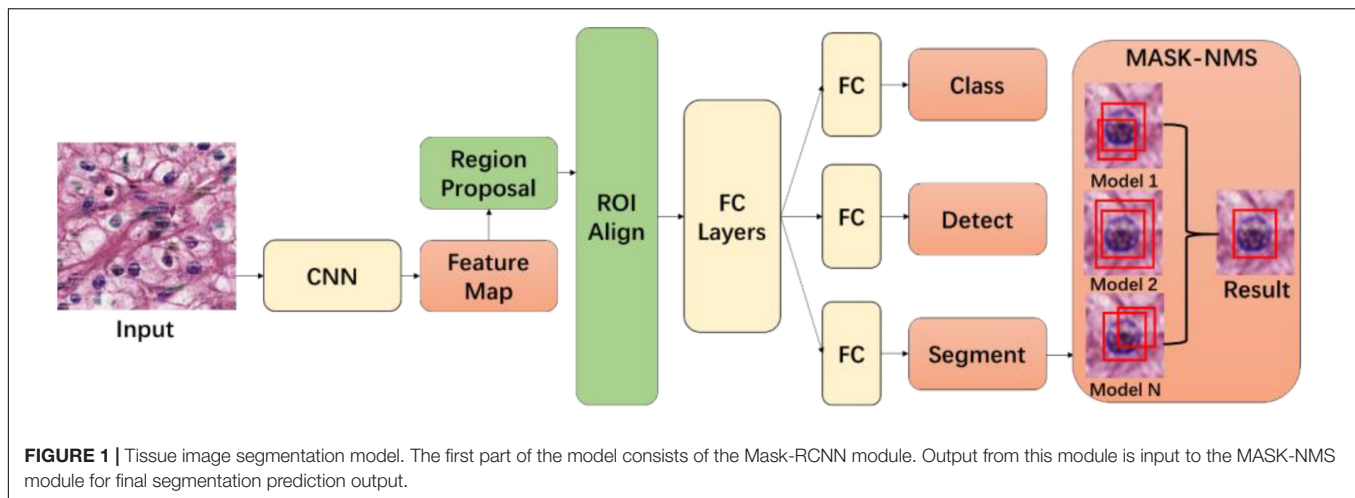 Input
CNN
Region
Proposal
Feature
Map
ROI
Align
FC
Layers
FC
Class
FC
Detect
FC
Segment
MASK-NMS
Model 1
Model 2
Model N
Result
FIGURE 1 | Tissue image segmentation model. The first part of the model consists of the Mask-RCNN module. Output from this module is input to the MASK-NMS
module for final segmentation prediction output.